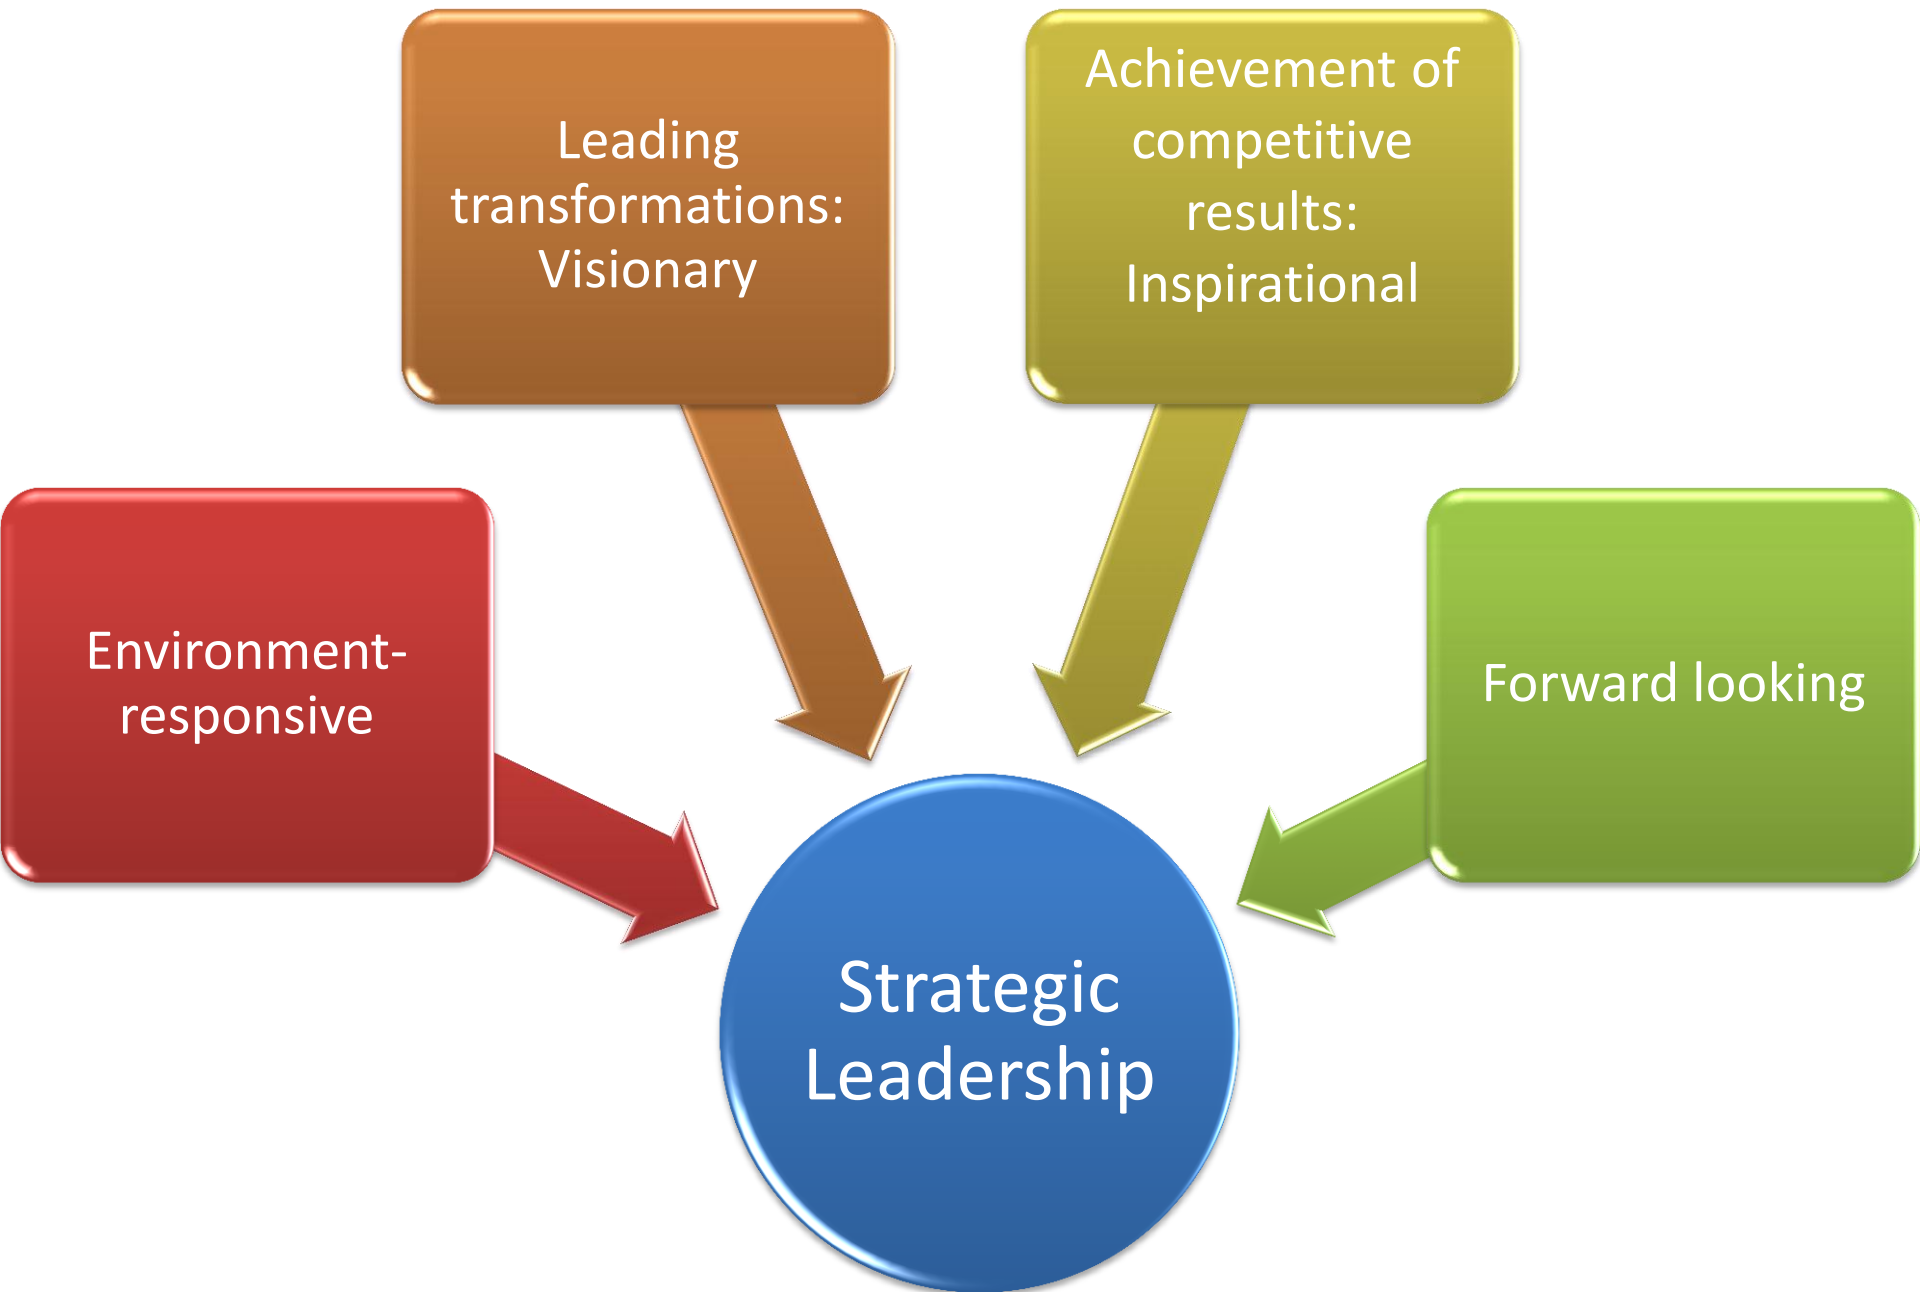 Leading
transformations:
Visionary
Achievement of
competitive
results:
Inspirational
Environment-
responsive
Forward looking
Strategic
Leadership